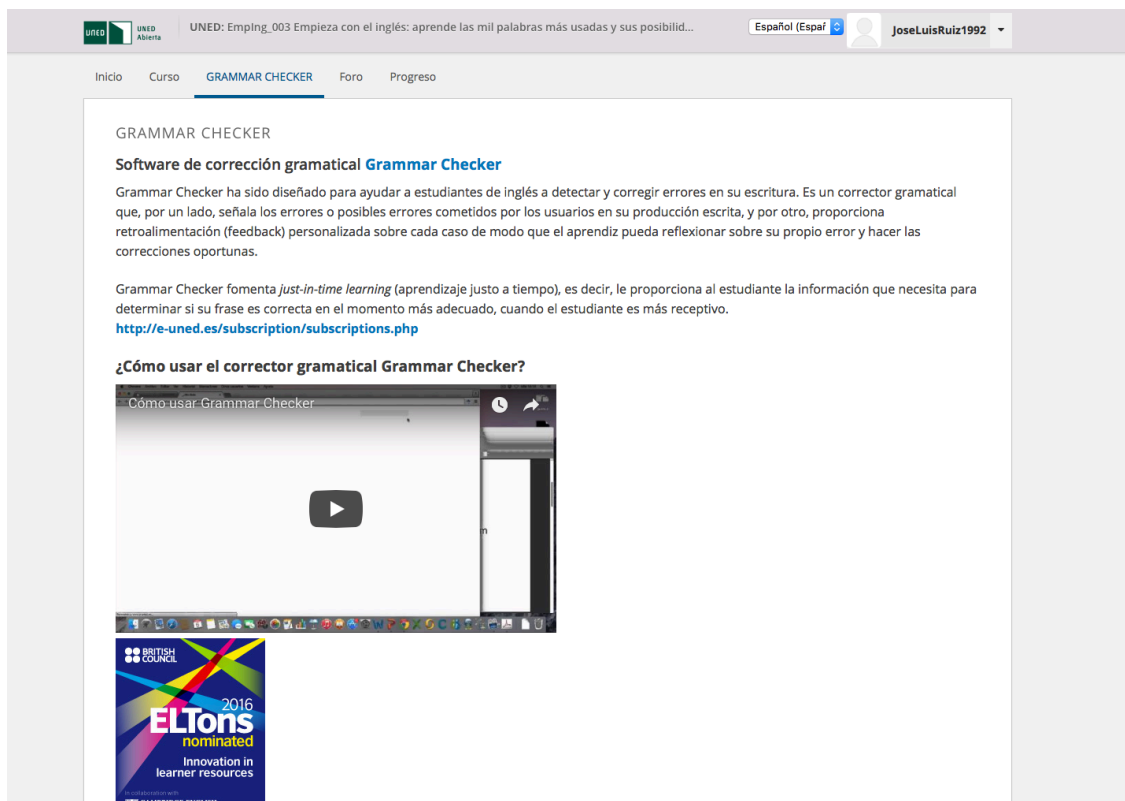 UNED
UNED
Abierta
UNED: EmpIng_003 Empieza con el inglés: aprende las mil palabras más usadas y sus posibilid...
Español (Españ
JoseLuisRuiz1992
Inicio
Curso
GRAMMAR CHECKER
Foro
Progreso
GRAMMAR CHECKER
Software de corrección gramatical Grammar Checker
Grammar Checker ha sido diseñado para ayudar a estudiantes de inglés a detectar y corregir errores en su escritura. Es un corrector gramatical
que, por un lado, señala los errores o posibles errores cometidos por los usuarios en su producción escrita, y por otro, proporciona
retroalimentación (feedback) personalizada sobre cada caso de modo que el aprendiz pueda reflexionar sobre su propio error y hacer las
correcciones oportunas.
Grammar Checker fomenta just-in-time learning (aprendizaje justo a tiempo), es decir, le proporciona al estudiante la información que necesita para
determinar si su frase es correcta en el momento más adecuado, cuando el estudiante es más receptivo.
http://e-uned.es/subscription/subscriptions.php
¿Cómo usar el corrector gramatical Grammar Checker?
Cómo usar Grammar Checker
BRITISH
COUNCIL
2016
ELTons
nominated
Innovation in
learner resources
In collaboration with